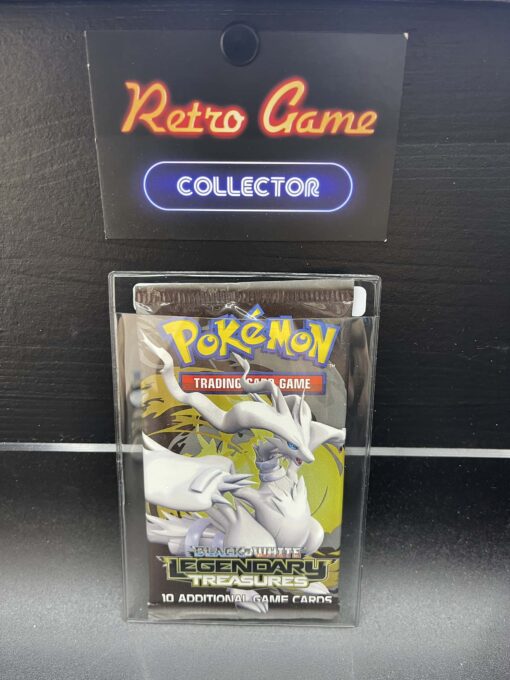 Retro Game
COLLECTOR
POKéMON
TRADING CARD GAME
BLACK & WHITE
LEGENDARY
TREASURES
10 ADDITIONAL GAME CARDS